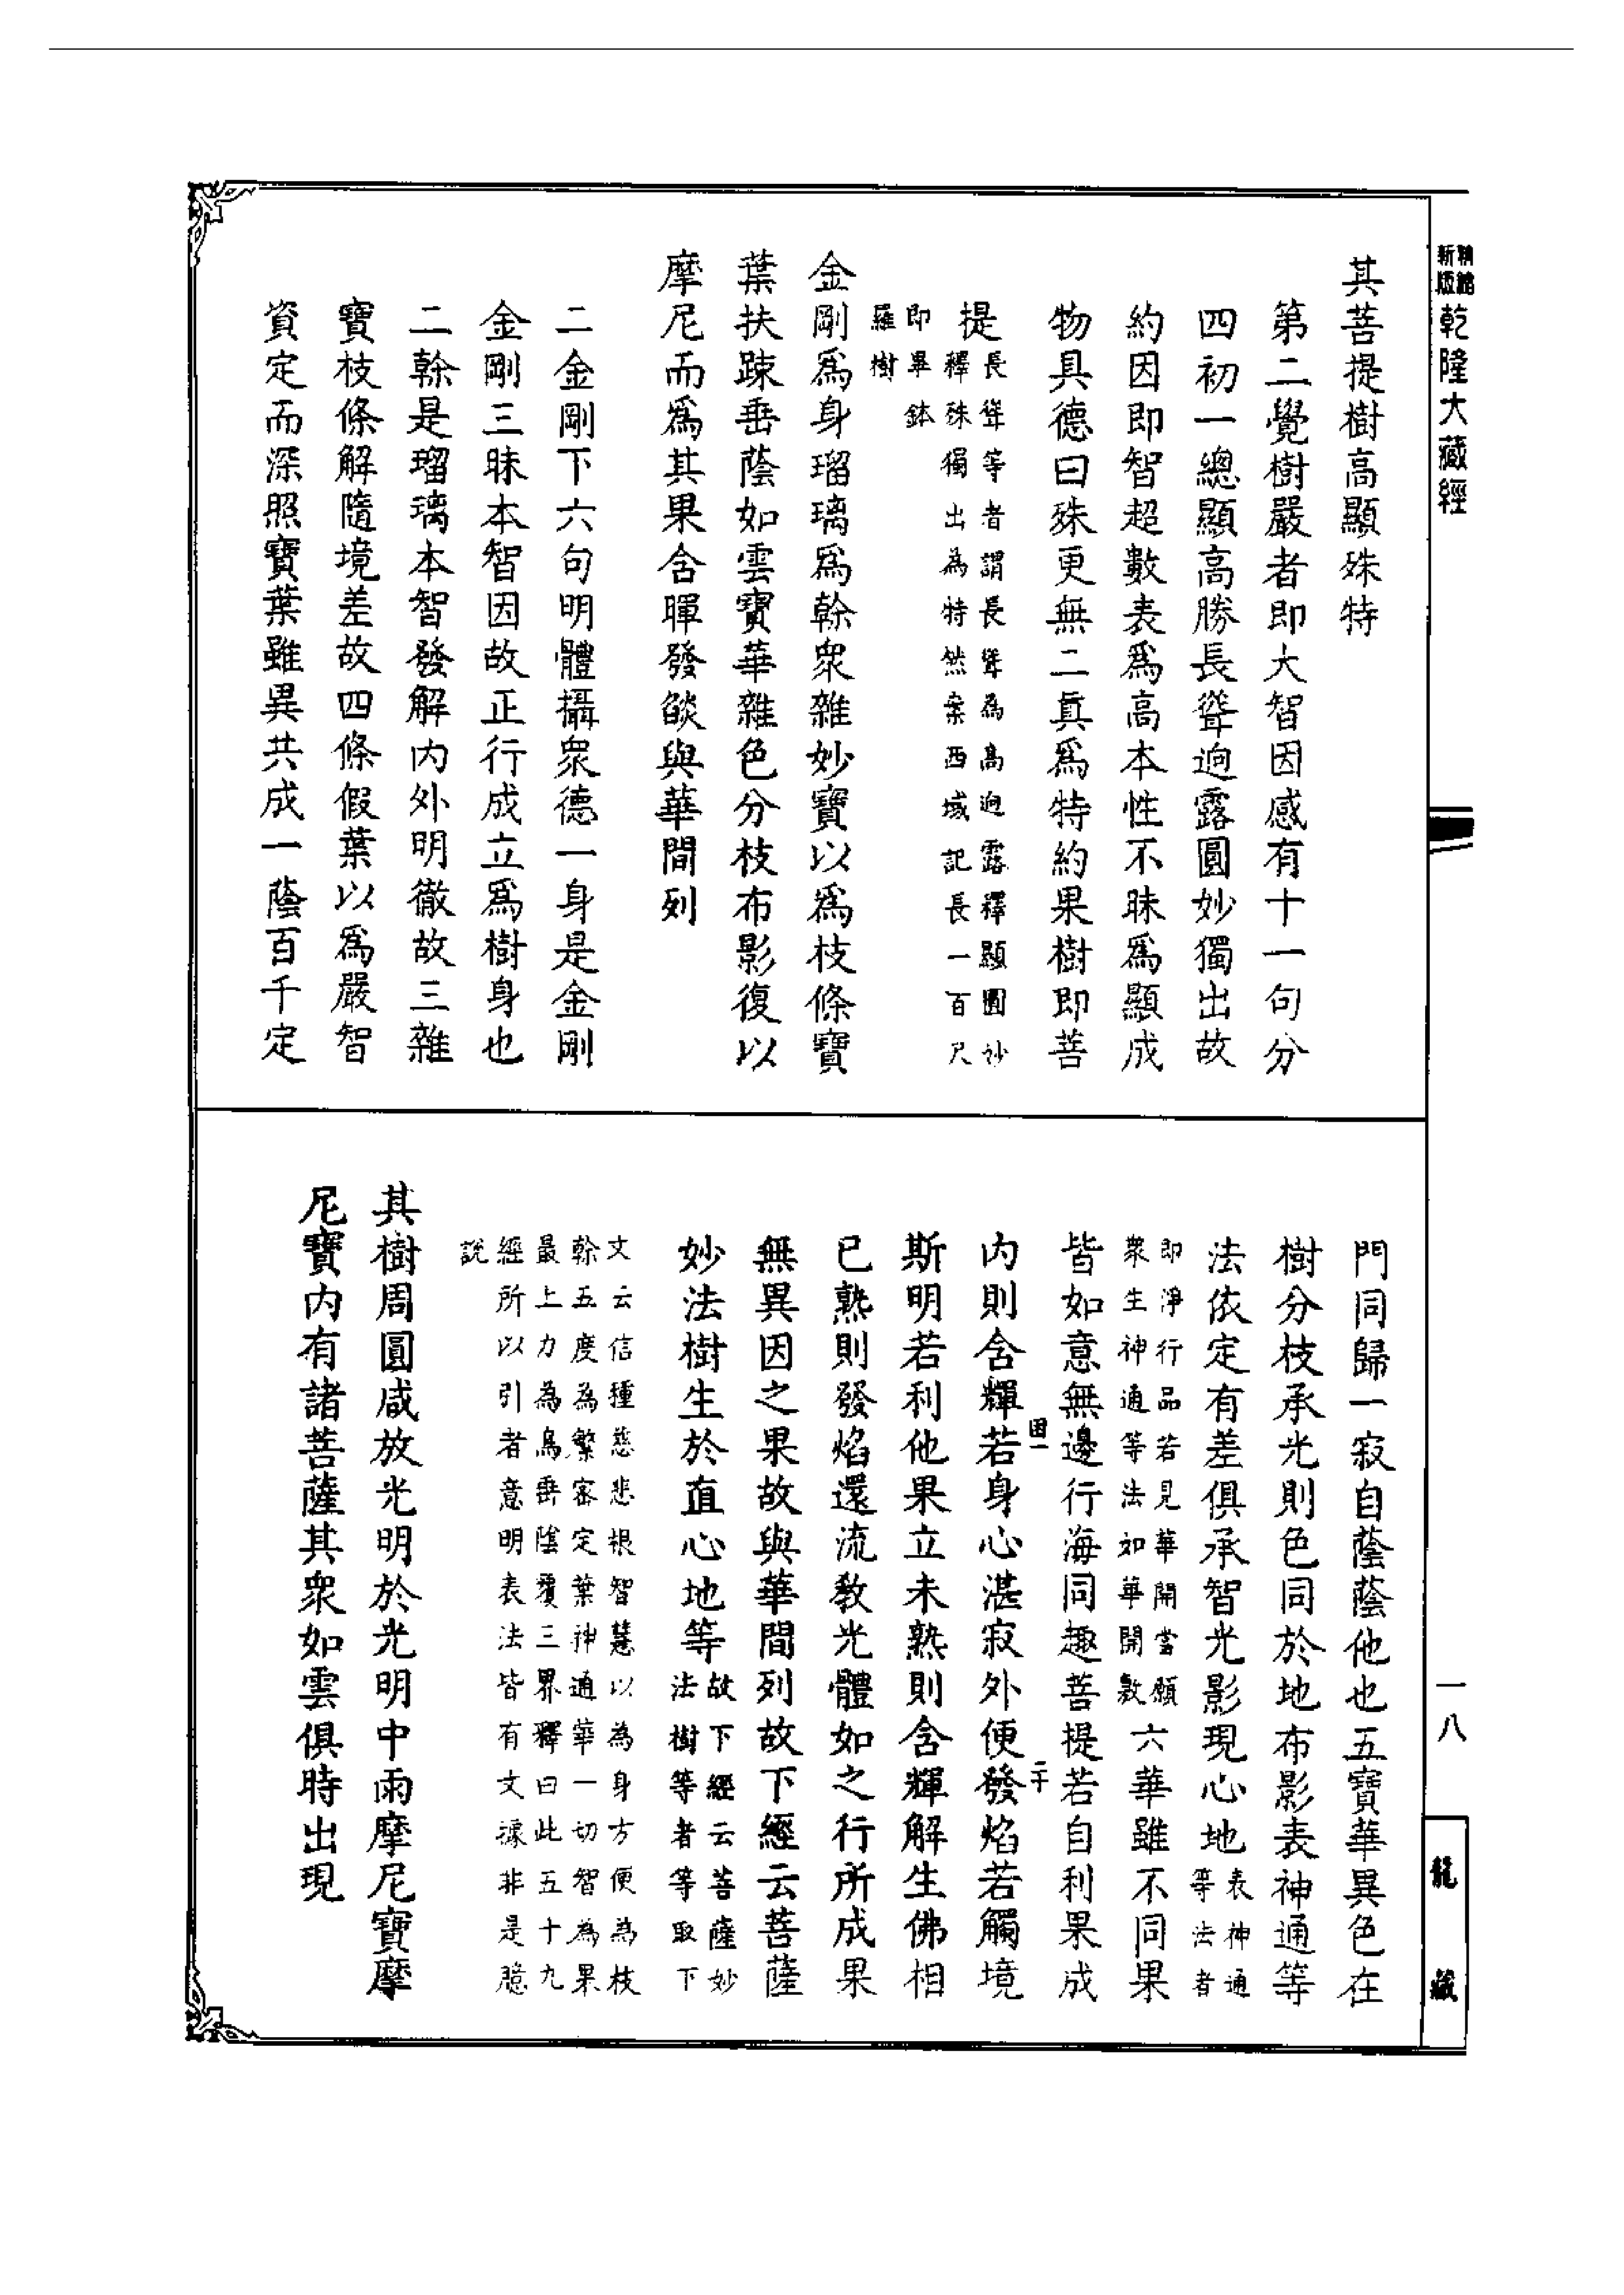 精縮
新版
乾隆大藏經
其菩提樹高顯殊特
第二覺樹嚴者即大智因感有十一句分
四初一總顯高勝長聳逈露圓妙獨出故
約因即智超數表爲高本性不昧爲顯成
物具德曰殊更無二真爲特約果樹即菩
提
長聳等者謂長聳為高逈露釋顯圓妙
釋殊獨出為特然案西域記長一百尺
即畢鉢
羅樹
金剛爲身瑠璃爲榦衆雜妙寶以爲枝條寶
葉扶踈垂蔭如雲寶華雜色分枝布影復以
摩尼而爲其果含暉發燄與華間列
二金剛下六句明體攝衆德一身是金剛
金剛三昧本智因故正行成立爲樹身也
二榦是瑠璃本智發解内外明徹故三雜
寶枝條解隨境差故四條假葉以爲嚴智
資定而深照寶葉雖異共成一蔭百千定
門同歸一寂自蔭蔭他也五寶華異色在
樹分枝承光則色同於地布影表神通等
法依定有差俱承智光影現心地
表神通
等法者
即淨行品若見華開當願
衆生神通等法如華開敷
六華雖不同果
皆如意無邊行海同趣菩提若自利果成
内則含輝若身心湛寂外便發焰若觸境
斯明若利他果立未熟則含輝解生佛相
已熟則發焰還流教光體如之行所成果
無異因之果故與華間列故下經云菩薩
妙法樹生於直心地等
故下經云菩薩妙
法樹等者等取下
文云信種慈悲根智慧以為身方便為枝
榦五度為繁密定葉神通華一切智為果
最上力為鳥垂陰覆三界釋曰此五十九
經所以引者意明表法皆有文據非是臆
說
其樹周圓咸放光明於光明中雨摩尼寶摩
尼寶内有諸菩薩其衆如雲俱時出現
二十
一八
龍藏